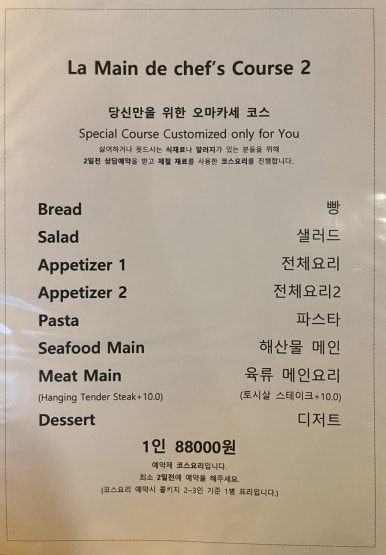 La Main de chef's Course 2
당신만을 위한 오마카세 코스
Special Course Customized only for You
싫어하거나 못드시는 식재료나 알러지가 있는 분들을 위해
2일전 상담예약을 받고 제철 재료를 사용한 코스요리를 진행합니다.
Bread 빵
Salad 샐러드
Appetizer 1 전체요리
Appetizer 2 전체요리2
Pasta 파스타
Seafood Main 해산물 메인
Meat Main 육류 메인요리
(Hanging Tender Steak+10.0) (토시살 스테이크+10.0)
Dessert 디저트
1인 88000원
예약제 코스요리입니다.
최소 2일전에 예약을 해주세요.
(코스요리 예약시 콜키지 2~3인 기준 1병 프리입니다.)